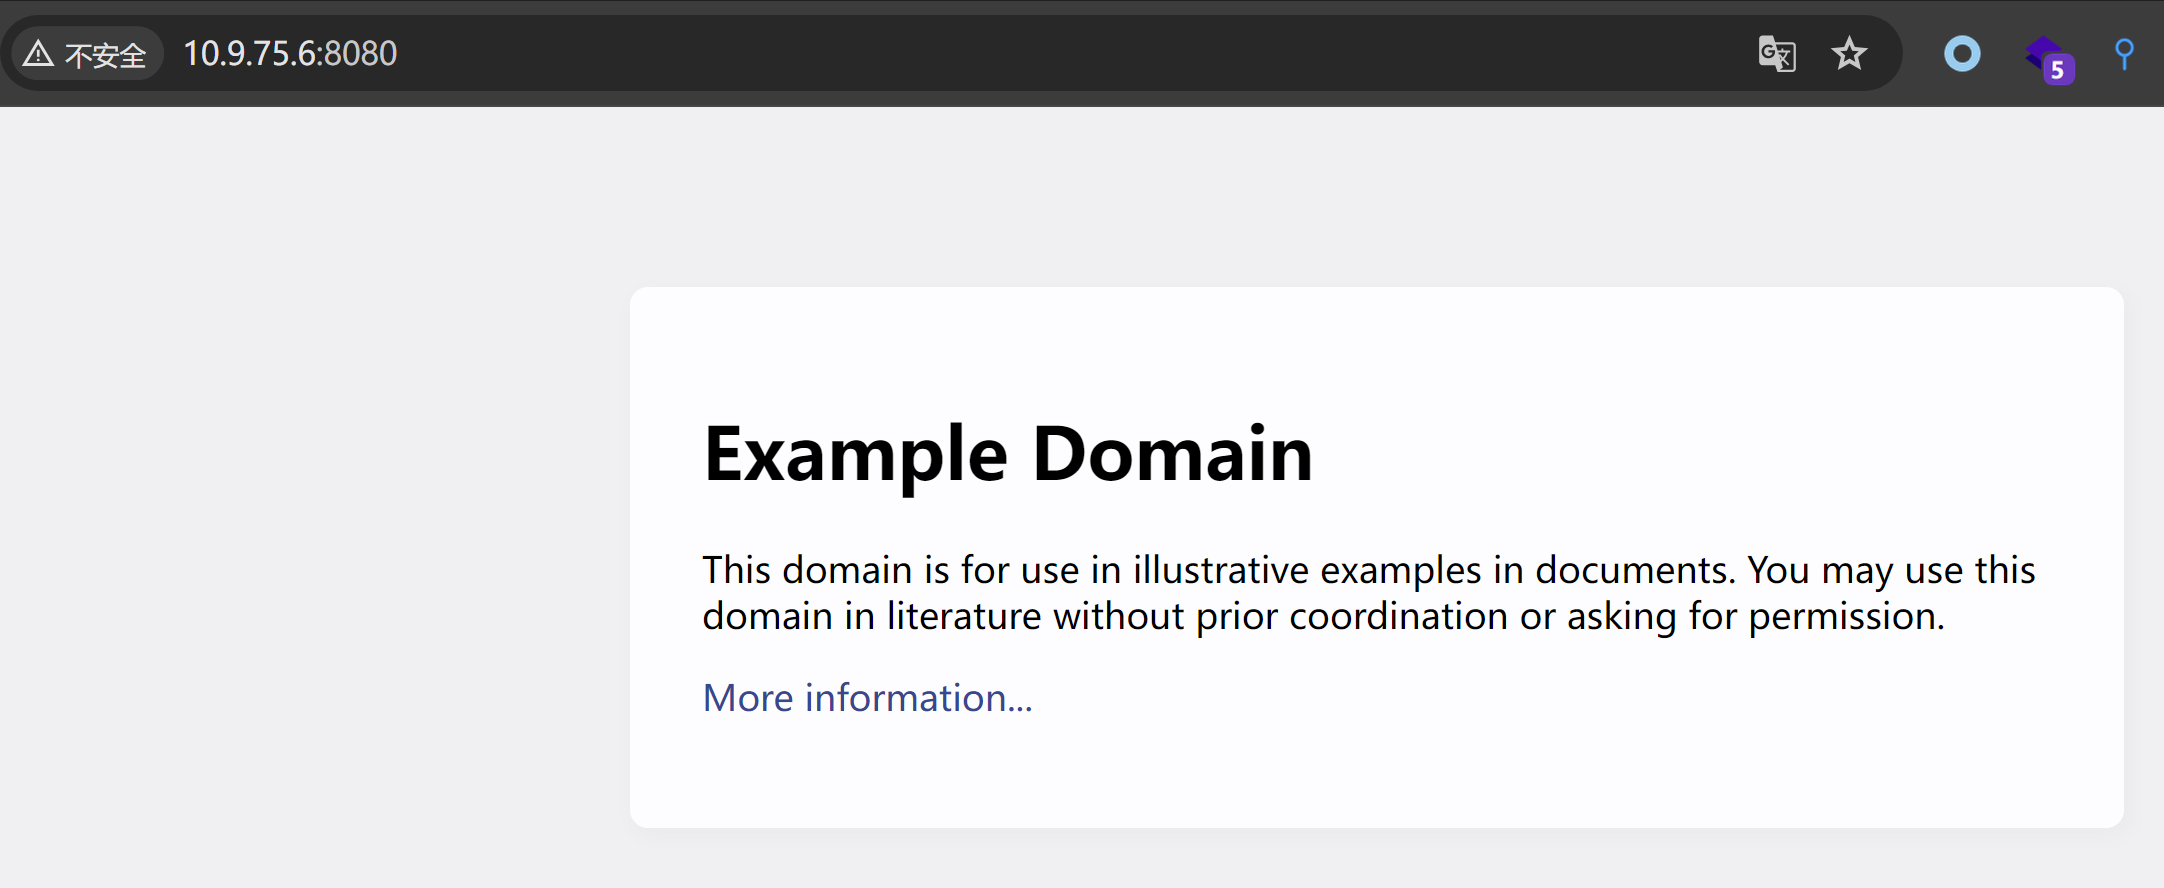 不安全 10.9.75.6:8080
5
Example Domain
This domain is for use in illustrative examples in documents. You may use this
domain in literature without prior coordination or asking for permission.
More information...